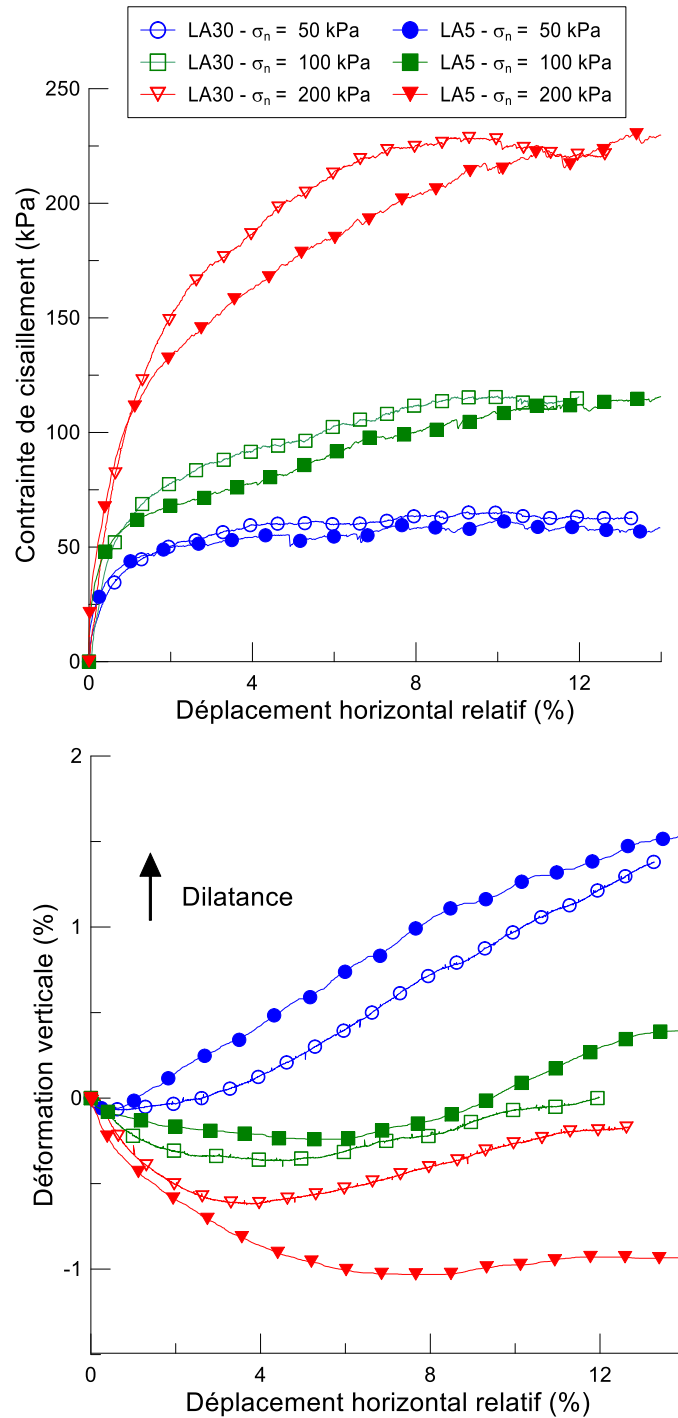 LA30 - σn = 50 kPa
LA5 - σn = 50 kPa
LA30 - σn = 100 kPa
LA5 - σn = 100 kPa
LA30 - σn = 200 kPa
LA5 - σn = 200 kPa
250
200
150
100
50
0
Contrainte de cisaillement (kPa)
0
4
8
12
Déplacement horizontal relatif (%)
2
1
0
-1
Dilatance
Déformation verticale (%)
0
4
8
12
Déplacement horizontal relatif (%)